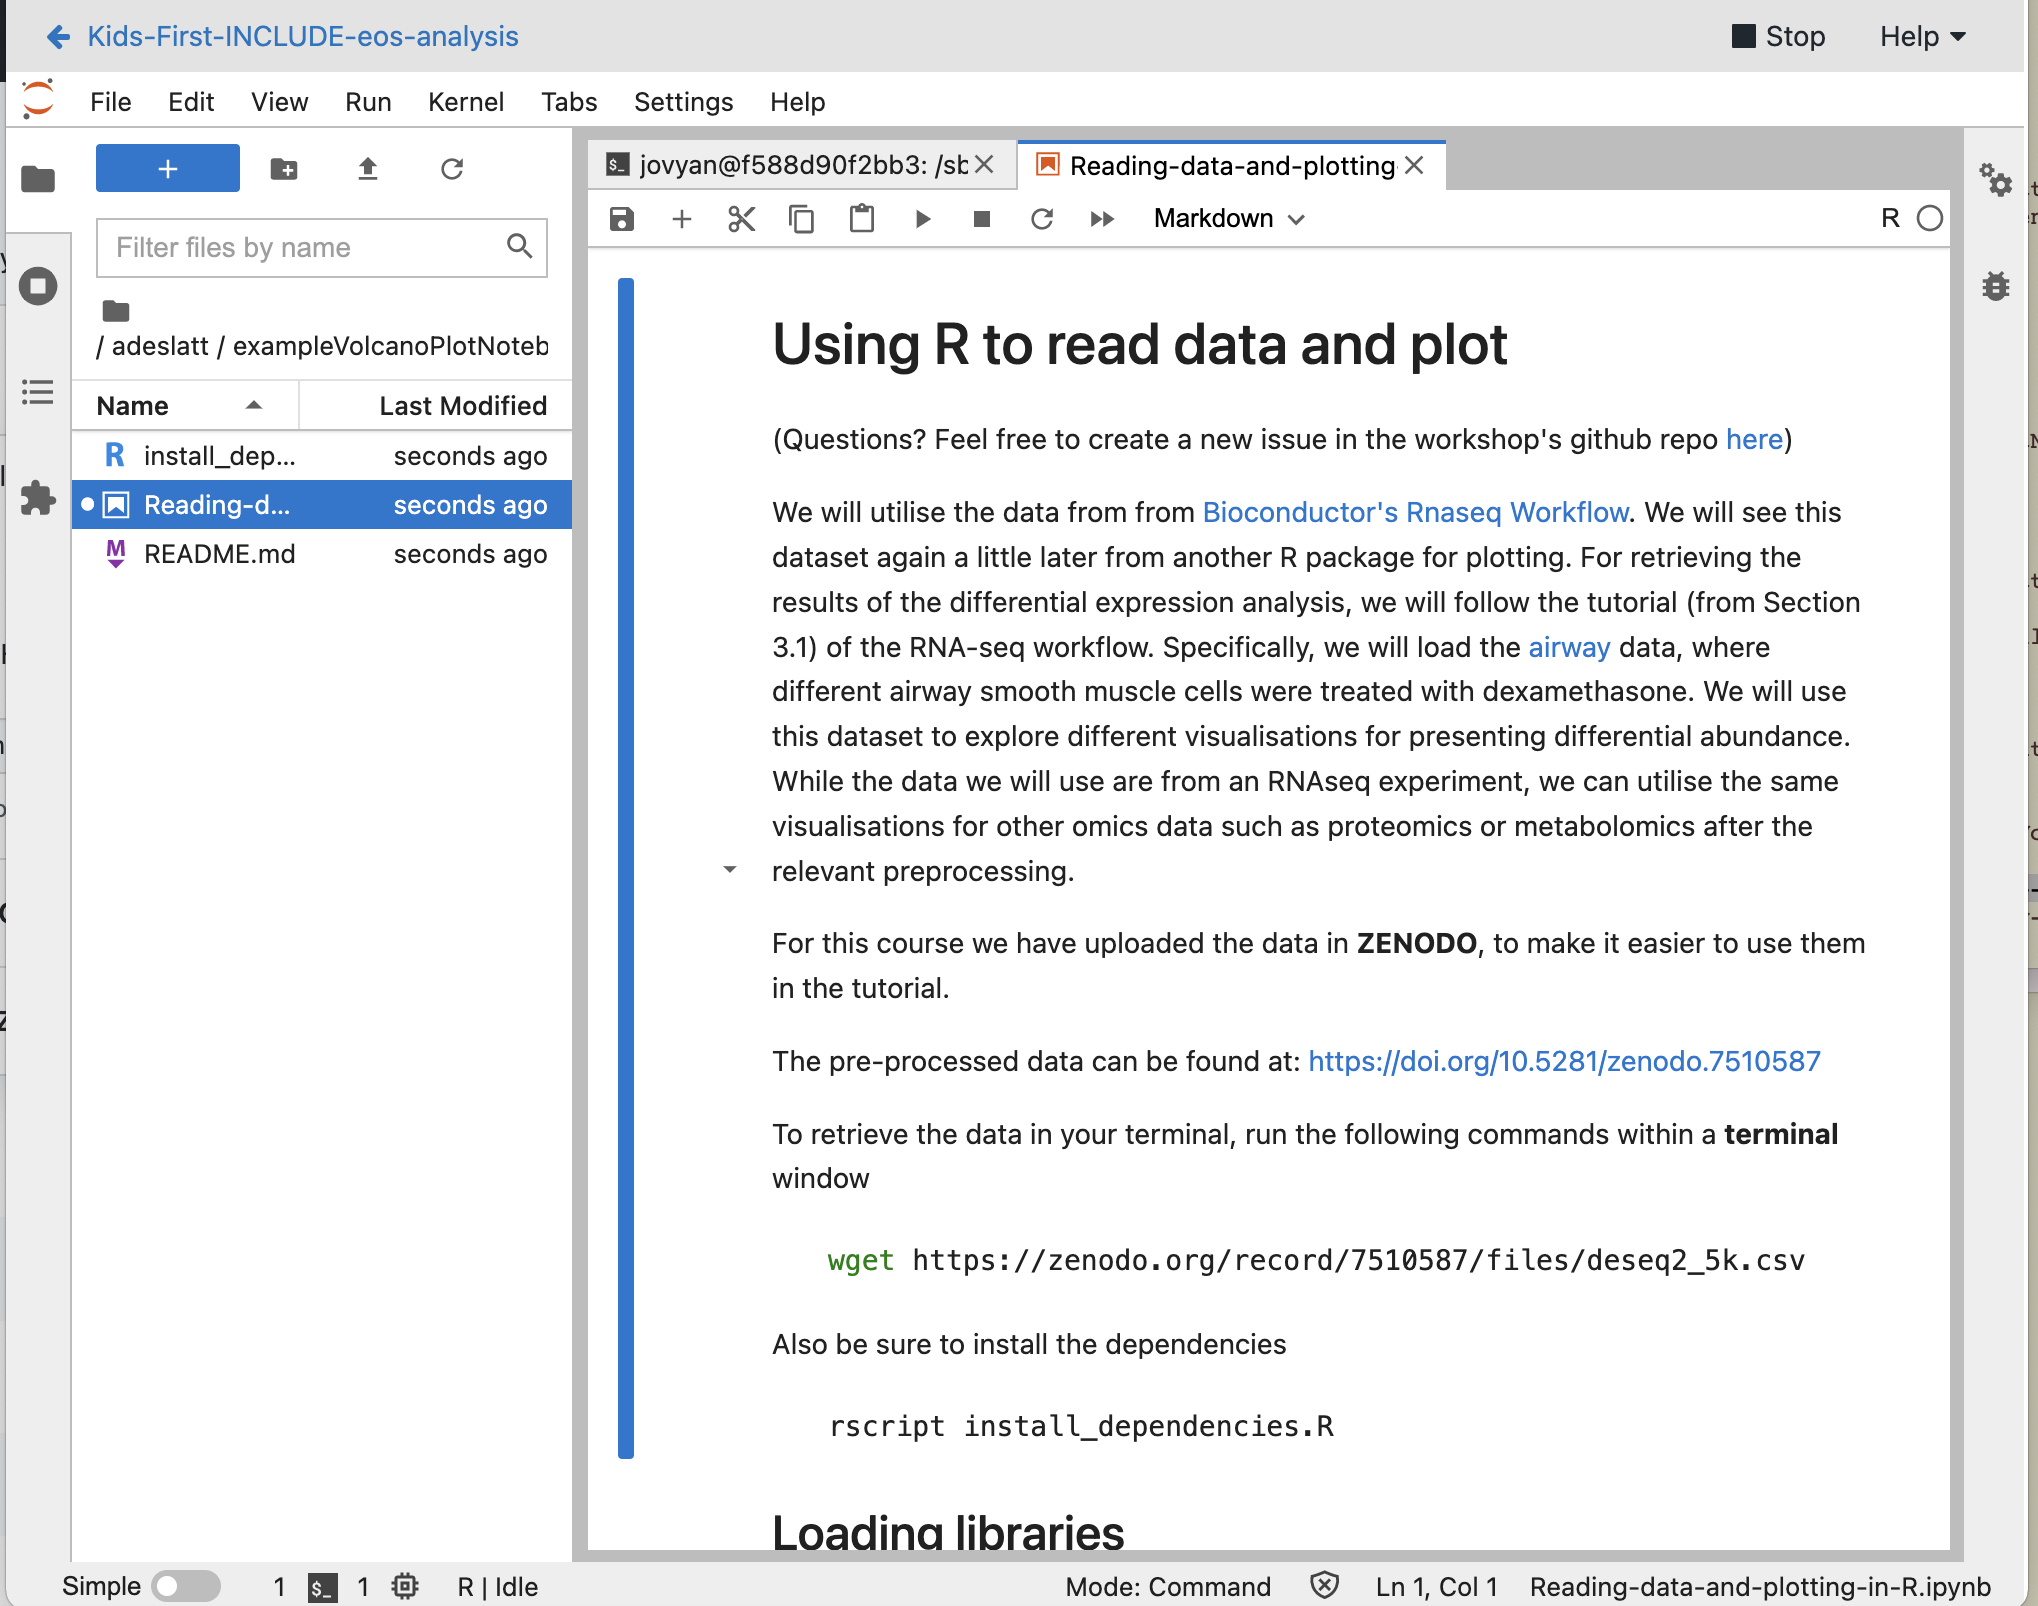 Kids-First-INCLUDE-eos-analysis
Stop
Help
File Edit View Run Kernel Tabs Settings Help
jovyan@f588d90f2bb3: /sb
Reading-data-and-plotting
Filter files by name
Markdown
R
/ adeslatt / exampleVolcanoPlotNoteb
Name Last Modified
install_dep... seconds ago
Reading-d... seconds ago
README.md seconds ago
Using R to read data and plot
(Questions? Feel free to create a new issue in the workshop's github repo here)
We will utilise the data from from Bioconductor's Rnaseq Workflow. We will see this
dataset again a little later from another R package for plotting. For retrieving the
results of the differential expression analysis, we will follow the tutorial (from Section
3.1) of the RNA-seq workflow. Specifically, we will load the airway data, where
different airway smooth muscle cells were treated with dexamethasone. We will use
this dataset to explore different visualisations for presenting differential abundance.
While the data we will use are from an RNAseq experiment, we can utilise the same
visualisations for other omics data such as proteomics or metabolomics after the
relevant preprocessing.
For this course we have uploaded the data in ZENODO, to make it easier to use them
in the tutorial.
The pre-processed data can be found at: https://doi.org/10.5281/zenodo.7510587
To retrieve the data in your terminal, run the following commands within a terminal
window
wget https://zenodo.org/record/7510587/files/deseq2_5k.csv
Also be sure to install the dependencies
rscript install_dependencies.R
Loading libraries
Simple 1 $_ 1 R | Idle Mode: Command Ln 1, Col 1 Reading-data-and-plotting-in-R.ipynb